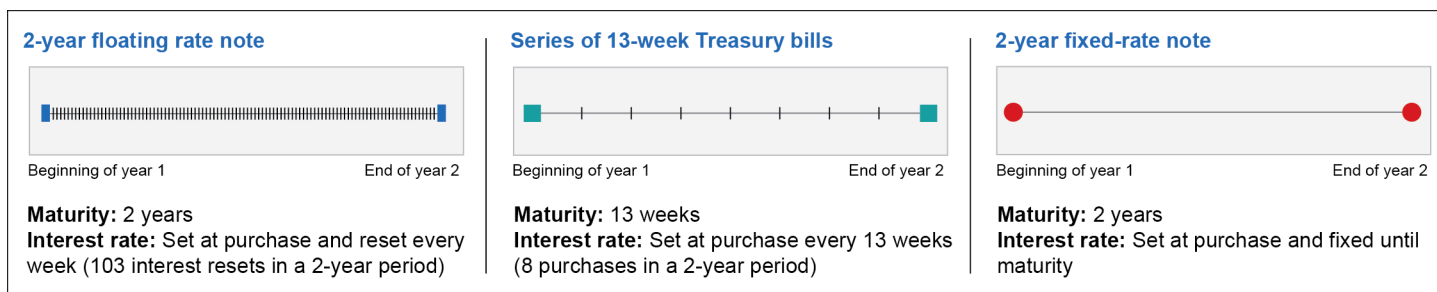 2-year floating rate note
Beginning of year 1
End of year 2
Maturity: 2 years
Interest rate: Set at purchase and reset every
week (103 interest resets in a 2-year period)
Series of 13-week Treasury bills
Beginning of year 1
End of year 2
Maturity: 13 weeks
Interest rate: Set at purchase every 13 weeks
(8 purchases in a 2-year period)
2-year fixed-rate note
Beginning of year 1
End of year 2
Maturity: 2 years
Interest rate: Set at purchase and fixed until
maturity